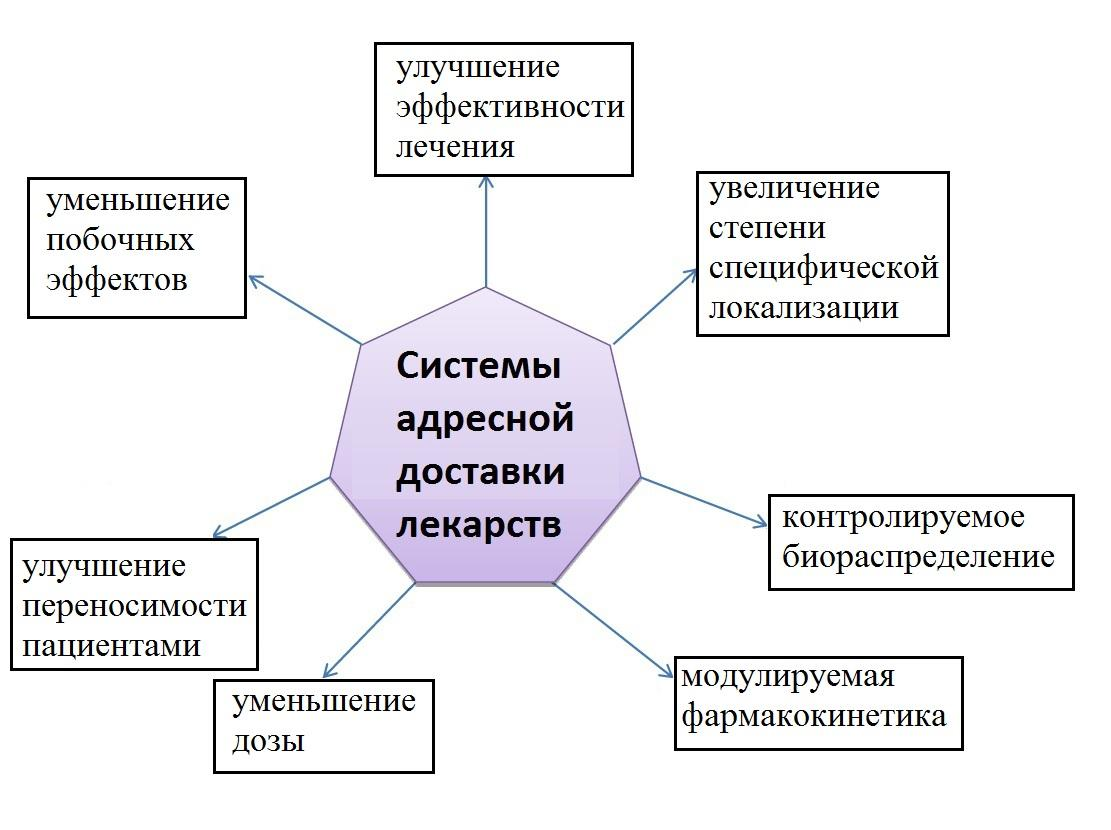 улучшение
эффективности
лечения
увеличение
степени
специфической
локализации
уменьшение
побочных
эффектов
Системы
адресной
доставки
лекарств
контролируемое
биораспределение
улучшение
переносимости
пациентами
модулируемая
фармакокинетика
уменьшение
дозы